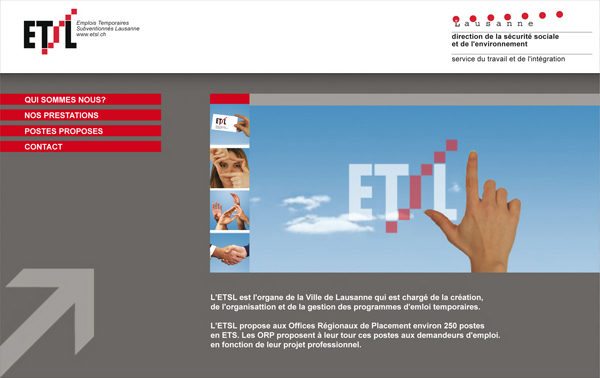 ETSL
Emplois Temporaires
Subventionnés Lausanne
www.etsl.ch
Lausanne
direction de la sécurité sociale
et de l'environnement
service du travail et de l'intégration
QUI SOMMES NOUS?
NOS PRESTATIONS
POSTES PROPOSES
CONTACT
ETSL
ETSL
L'ETSL est l'organe de la Ville de Lausanne qui est chargé de la création,
de l'organisattion et de la gestion des programmes d'emloi temporaires.
L'ETSL propose aux Offices Régionaux de Placement environ 250 postes
en ETS. Les ORP proposent à leur tour ces postes aux demandeurs d'emploi.
en fonction de leur projet professionnel.